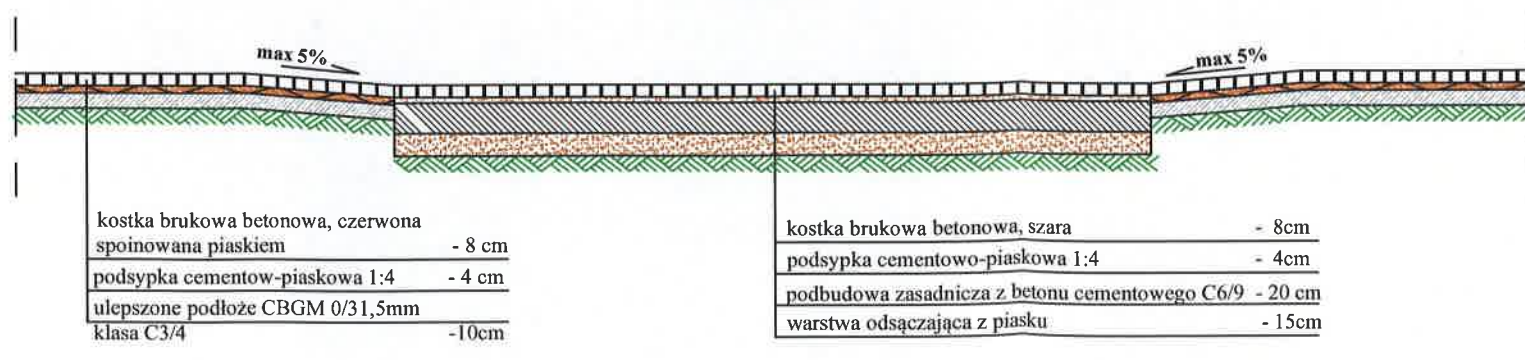 max 5%
max 5%
kostka brukowa betonowa, czerwona
spoinowana piaskiem - 8 cm
podsypka cementow-piaskowa 1:4 - 4 cm
ulepszone podłoże CBGM 0/31,5mm
klasa C3/4 -10cm
kostka brukowa betonowa, szara - 8cm
podsypka cementowo-piaskowa 1:4 - 4cm
podbudowa zasadnicza z betonu cementowego C6/9 - 20 cm
warstwa odsączająca z piasku - 15cm